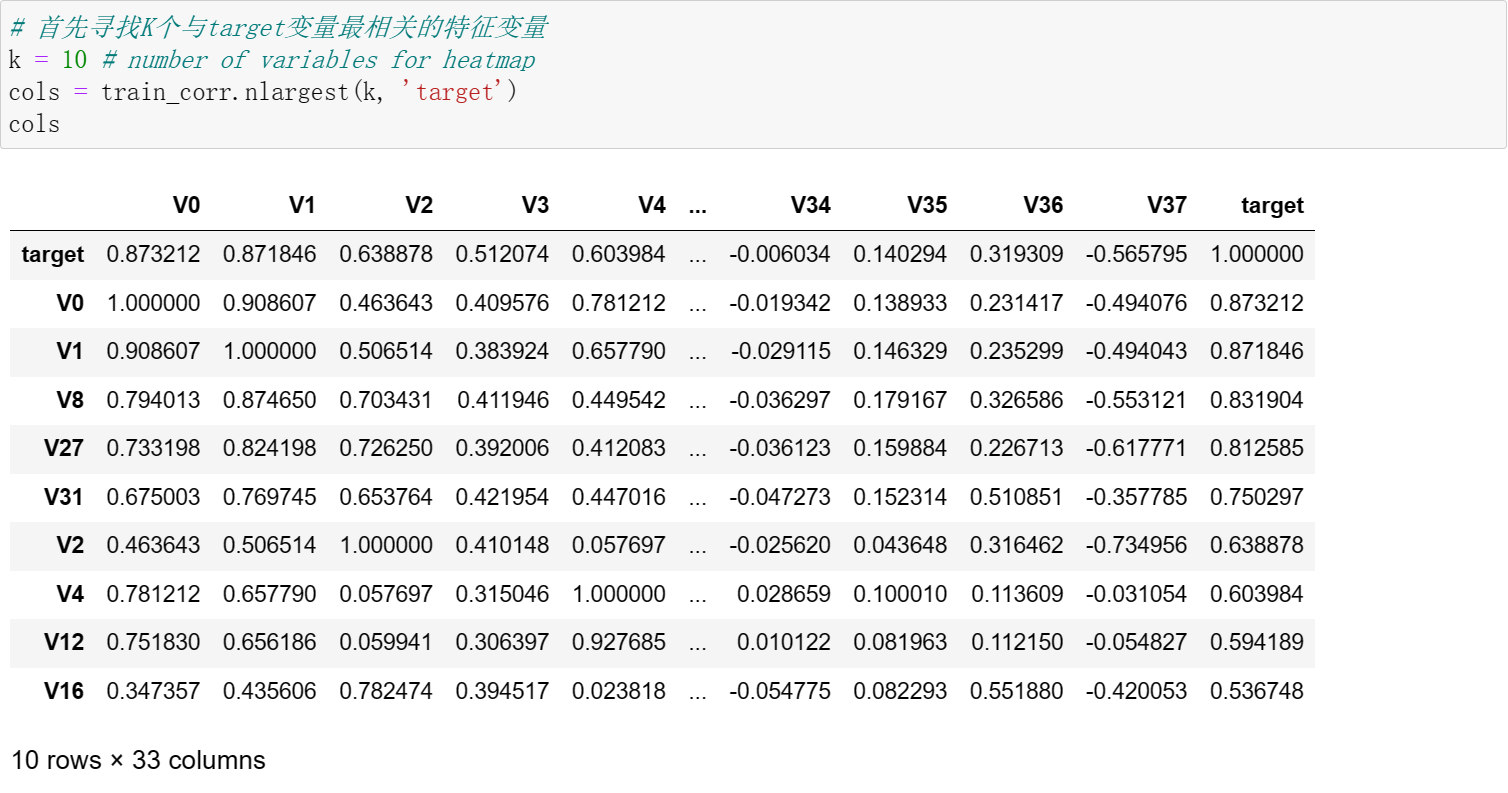 # 首先寻找K个与target变量最相关的特征变量
k = 10 # number of variables for heatmap
cols = train_corr.nlargest(k, 'target')
cols
V0 V1 V2 V3 V4 ... V34 V35 V36 V37 target
target 0.873212 0.871846 0.638878 0.512074 0.603984 ... -0.006034 0.140294 0.319309 -0.565795 1.000000
V0 1.000000 0.908607 0.463643 0.409576 0.781212 ... -0.019342 0.138933 0.231417 -0.494076 0.873212
V1 0.908607 1.000000 0.506514 0.383924 0.657790 ... -0.029115 0.146329 0.235299 -0.494043 0.871846
V8 0.794013 0.874650 0.703431 0.411946 0.449542 ... -0.036297 0.179167 0.326586 -0.553121 0.831904
V27 0.733198 0.824198 0.726250 0.392006 0.412083 ... -0.036123 0.159884 0.226713 -0.617771 0.812585
V31 0.675003 0.769745 0.653764 0.421954 0.447016 ... -0.047273 0.152314 0.510851 -0.357785 0.750297
V2 0.463643 0.506514 1.000000 0.410148 0.057697 ... -0.025620 0.043648 0.316462 -0.734956 0.638878
V4 0.781212 0.657790 0.057697 0.315046 1.000000 ... 0.028659 0.100010 0.113609 -0.031054 0.603984
V12 0.751830 0.656186 0.059941 0.306397 0.927685 ... 0.010122 0.081963 0.112150 -0.054827 0.594189
V16 0.347357 0.435606 0.782474 0.394517 0.023818 ... -0.054775 0.082293 0.551880 -0.420053 0.536748
10 rows × 33 columns